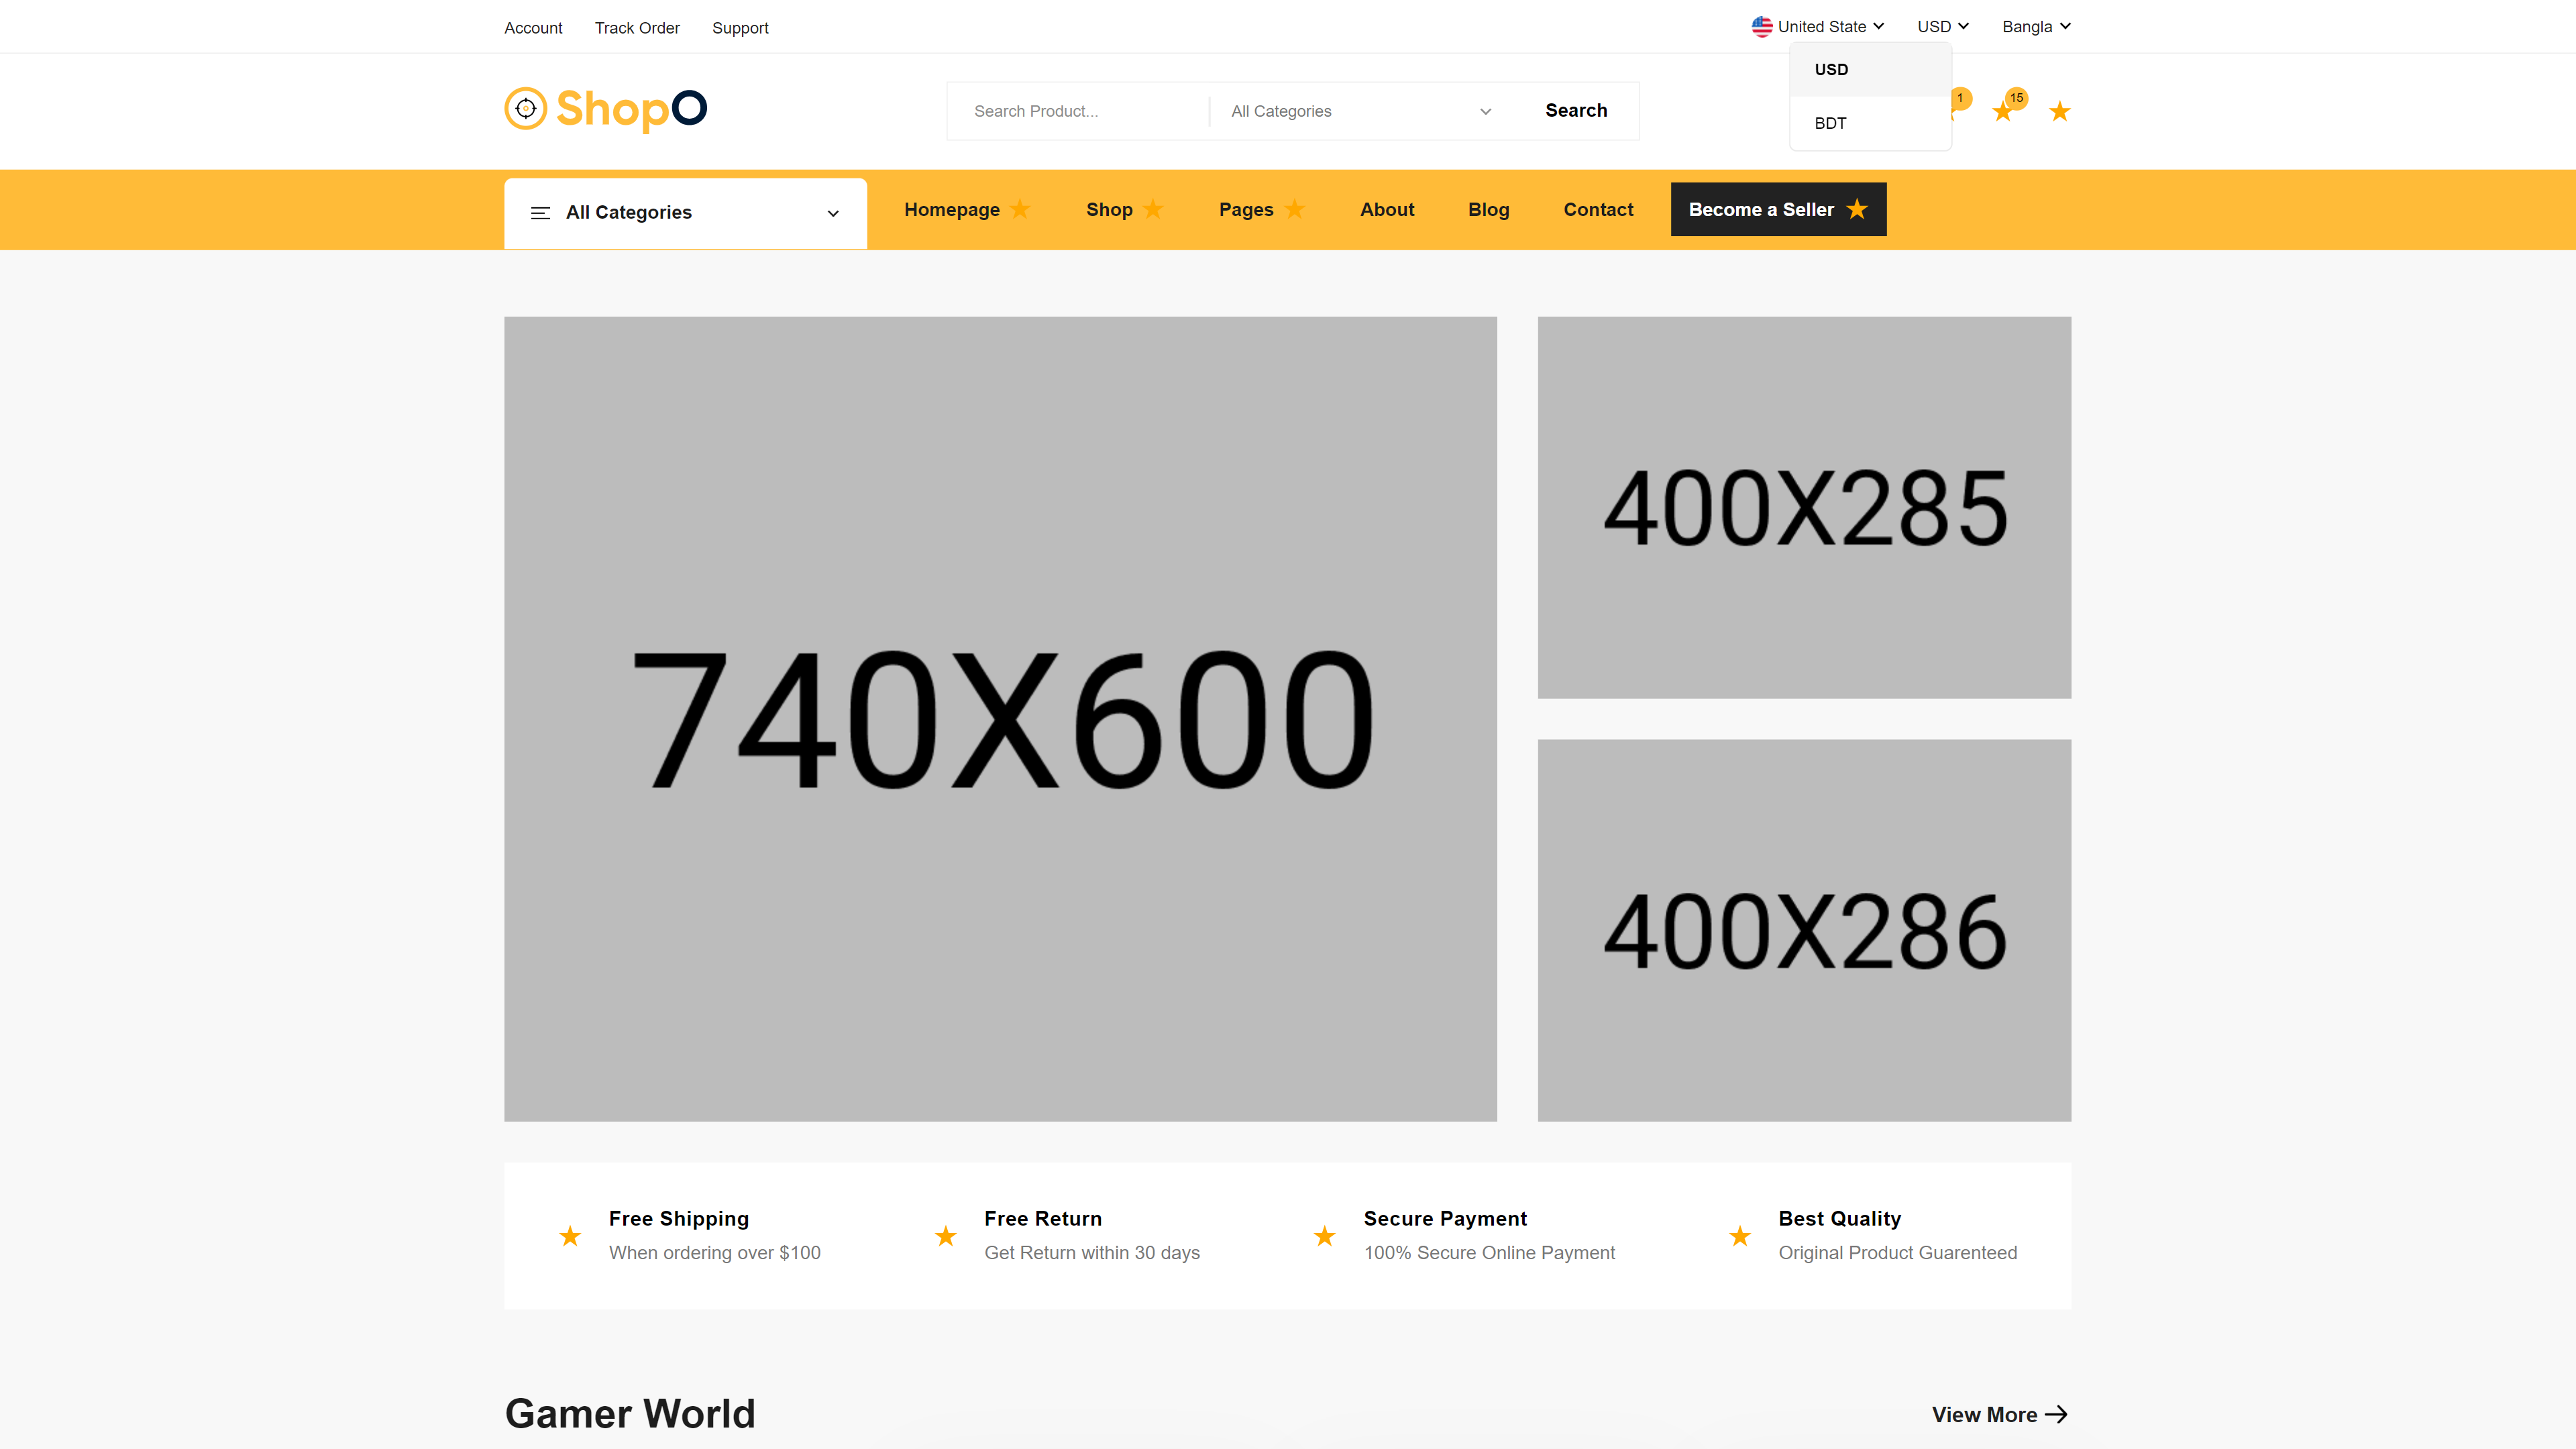 Account Track Order Support United State USD Bangla
USD
BDT
ShopO
Search Product... All Categories Search
1 15
All Categories Homepage Shop Pages About Blog Contact Become a Seller
740X600
400X285
400X286
Free Shipping
When ordering over $100
Free Return
Get Return within 30 days
Secure Payment
100% Secure Online Payment
Best Quality
Original Product Guarenteed
Gamer World View More